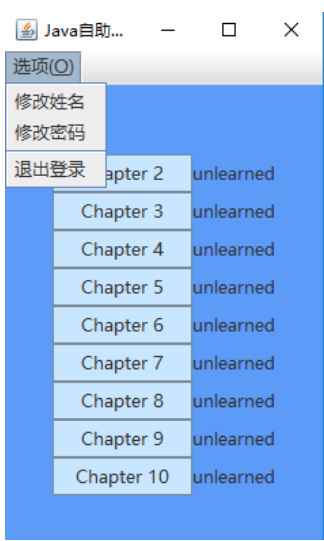 Java自助...
选项(O)
修改姓名
修改密码
退出登录
apter 2 unlearned
Chapter 3 unlearned
Chapter 4 unlearned
Chapter 5 unlearned
Chapter 6 unlearned
Chapter 7 unlearned
Chapter 8 unlearned
Chapter 9 unlearned
Chapter 10 unlearned